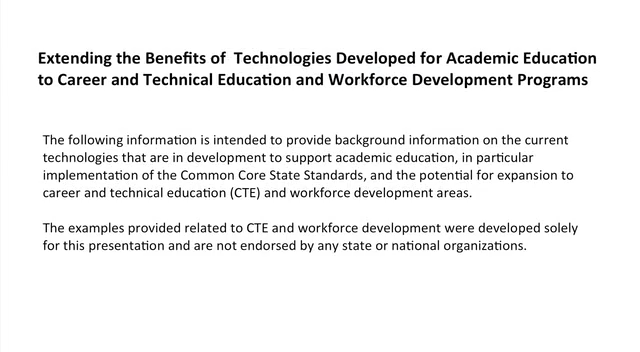 Extending the Benefits of  Technologies Developed for Academic Education
to Career and Technical Education and Workforce Development Programs
The following information is intended to provide background information on the current
technologies that are in development to support academic education, in particular
implementation of the Common Core State Standards, and the potential for expansion to
career and technical education (CTE) and workforce development areas.
The examples provided related to CTE and workforce development were developed solely
for this presentation and are not endorsed by any state or national organizations.